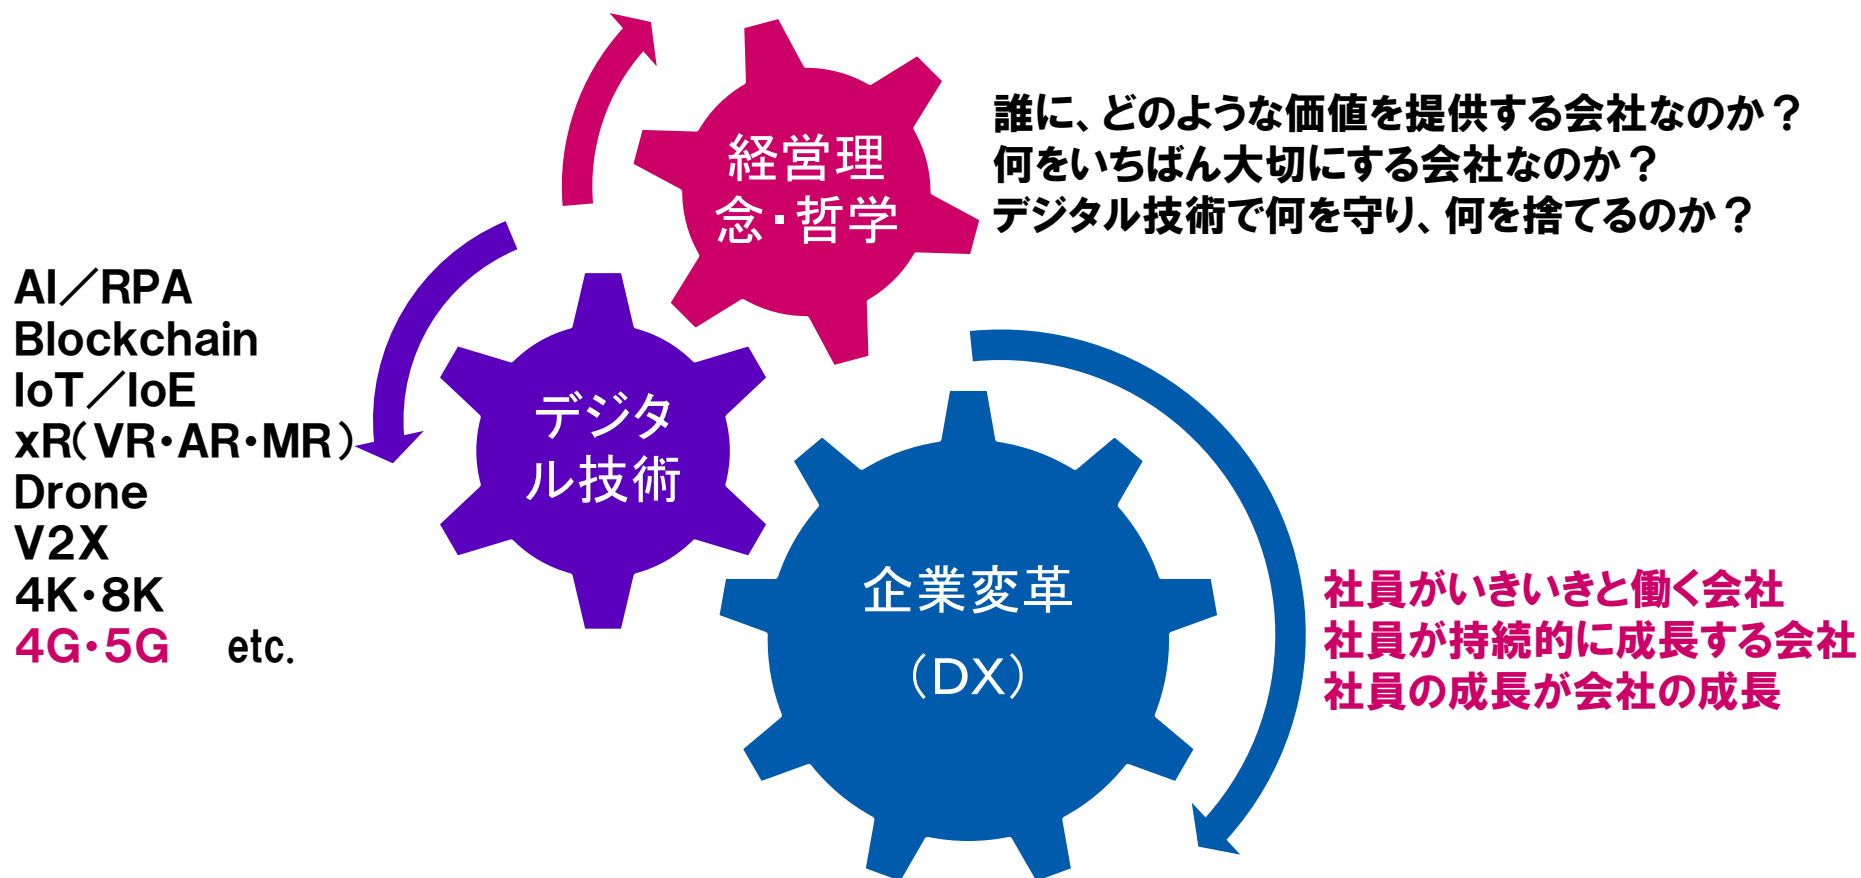 誰に、どのような価値を提供する会社なのか？
何をいちばん大切にする会社なのか？
デジタル技術で何を守り、何を捨てるのか？
経営理
念・哲学
AI／RPA
Blockchain
IoT／IoE
xR（VR・AR・MR）
Drone
V2X
4K・8K
4G・5G　etc.
デジタ
ル技術
企業変革
（DX）
社員がいきいきと働く会社
社員が持続的に成長する会社
社員の成長が会社の成長